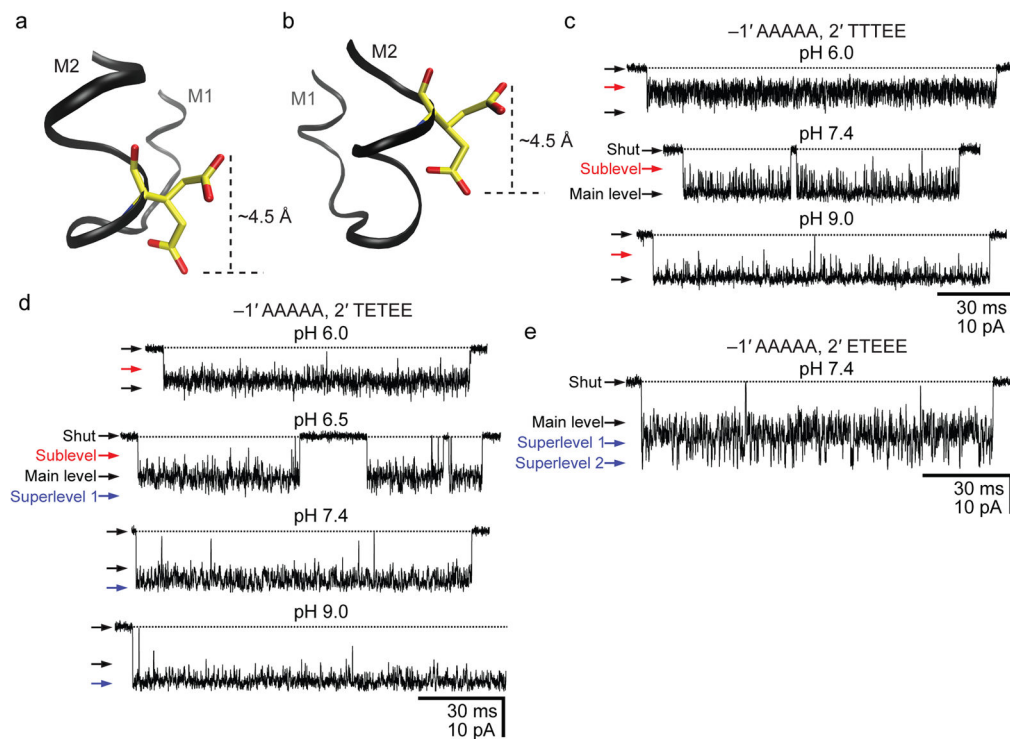 a
M2
M1
~4.5 Å
b
M2
M1
~4.5 Å
c
–1′ AAAAA, 2′ TTTEE
pH 6.0
pH 7.4
Shut
Sublevel
Main level
pH 9.0
30 ms
10 pA
d
–1′ AAAAA, 2′ TETEE
pH 6.0
pH 6.5
Shut
Sublevel
Main level
Superlevel 1
pH 7.4
pH 9.0
30 ms
10 pA
e
–1′ AAAAA, 2′ ETEEE
pH 7.4
Shut
Main level
Superlevel 1
Superlevel 2
30 ms
10 pA